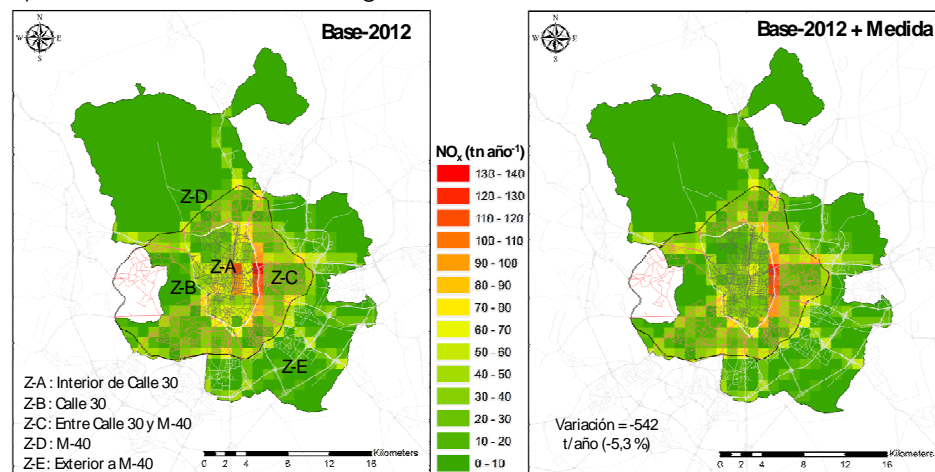 Base-2012
N
W
E
S
Z-D
Z-A
Z-C
Z-B
Z-E
Z-A : Interior de Calle 30
Z-B : Calle 30
Z-C : Entre Calle 30 y M-40
Z-D : M-40
Z-E : Exterior a M-40
0 2 4 8 12 16
Kilometers
NOx (tn año-1)
130 - 140
120 - 130
110 - 120
100 - 110
90 - 100
80 - 90
70 - 80
60 - 70
50 - 60
40 - 50
30 - 40
20 - 30
10 - 20
0 - 10
Base-2012 + Medida
N
W
E
S
Variación = -542
t/año (-5,3 %)
0 2 4 8 12 16
Kilometers